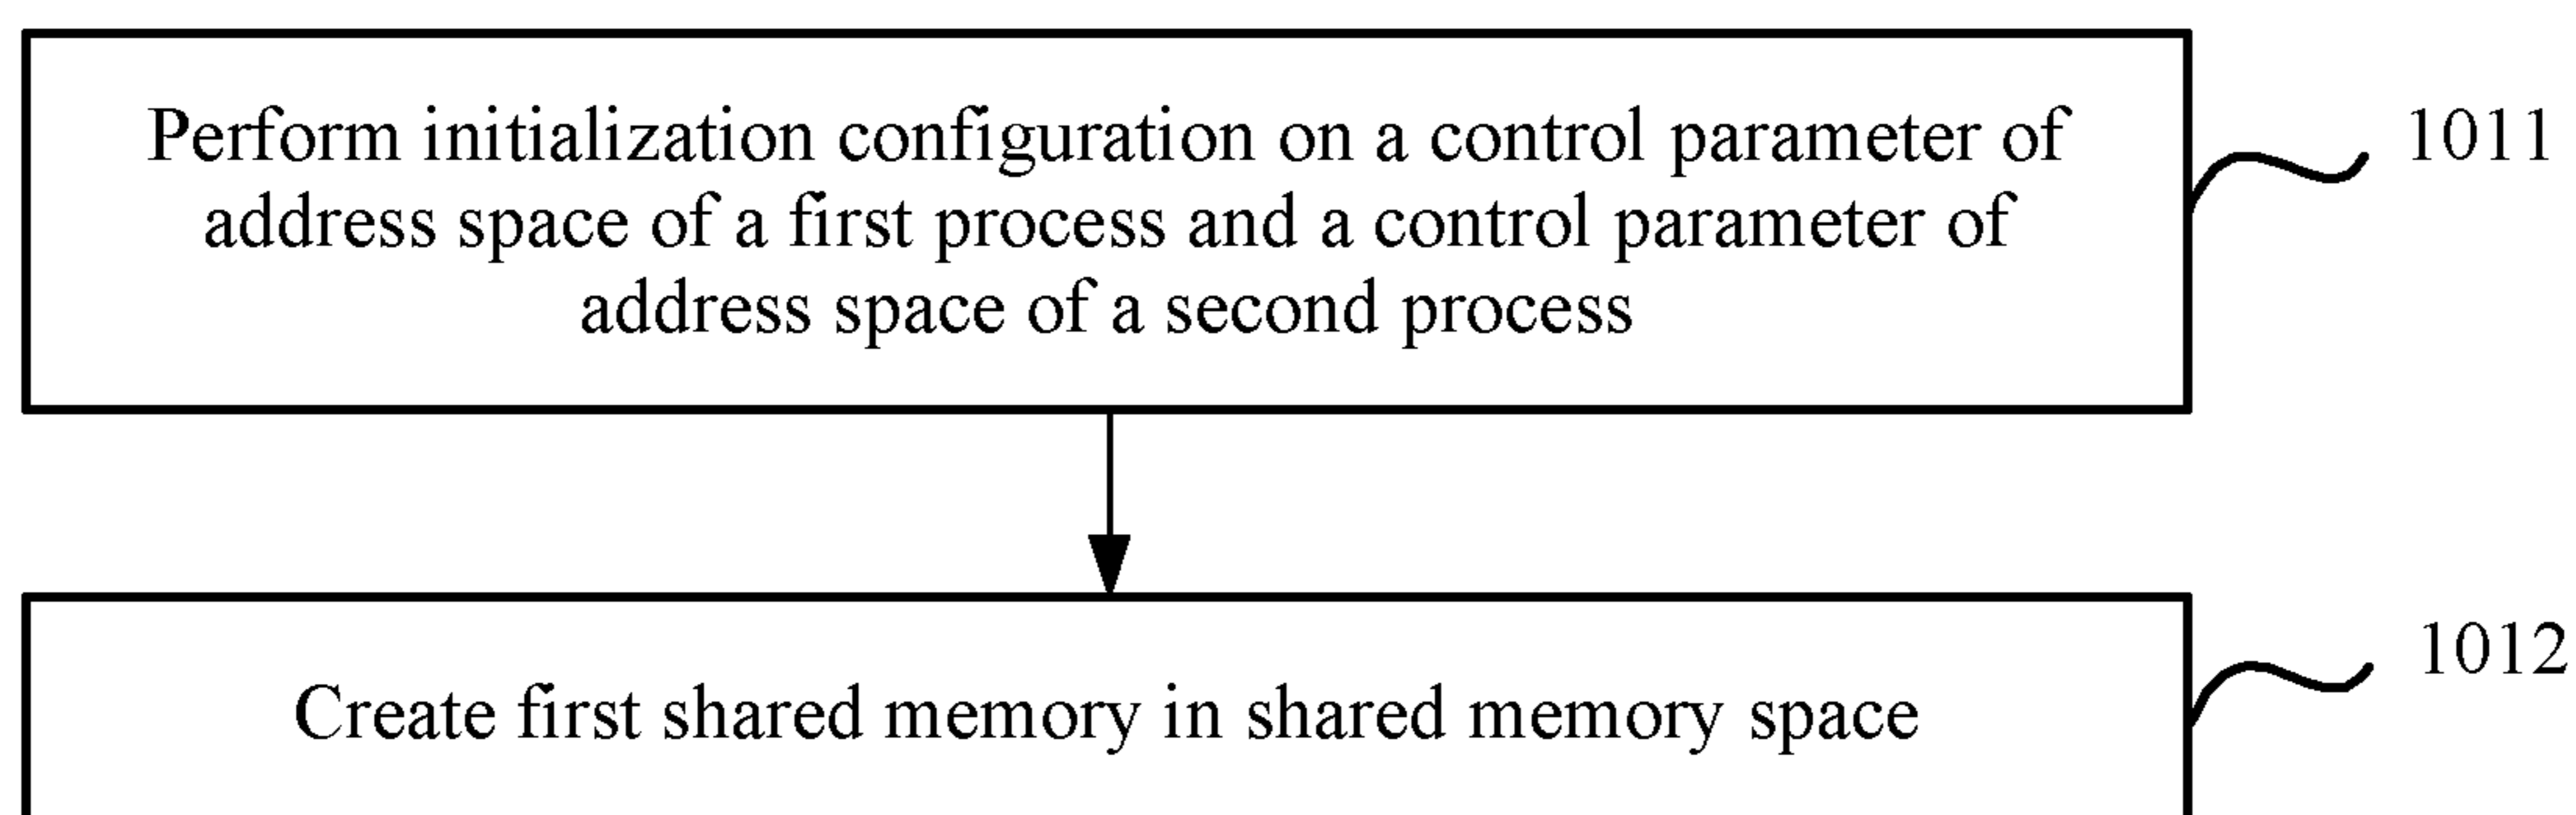 Perform initialization configuration on a control parameter of
address space of a first process and a control parameter of
address space of a second process
1011
Create first shared memory in shared memory space
1012